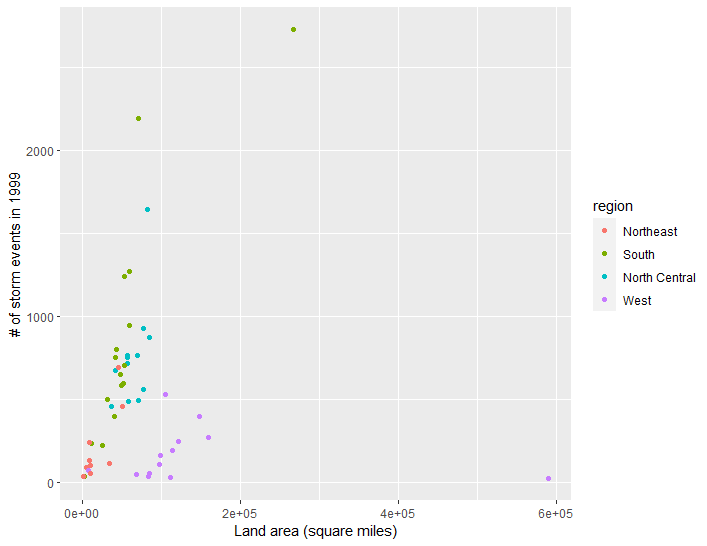 # of storm events in 1999
2000
1000
0
0e+00
2e+05
4e+05
6e+05
Land area (square miles)
region
Northeast
South
North Central
West